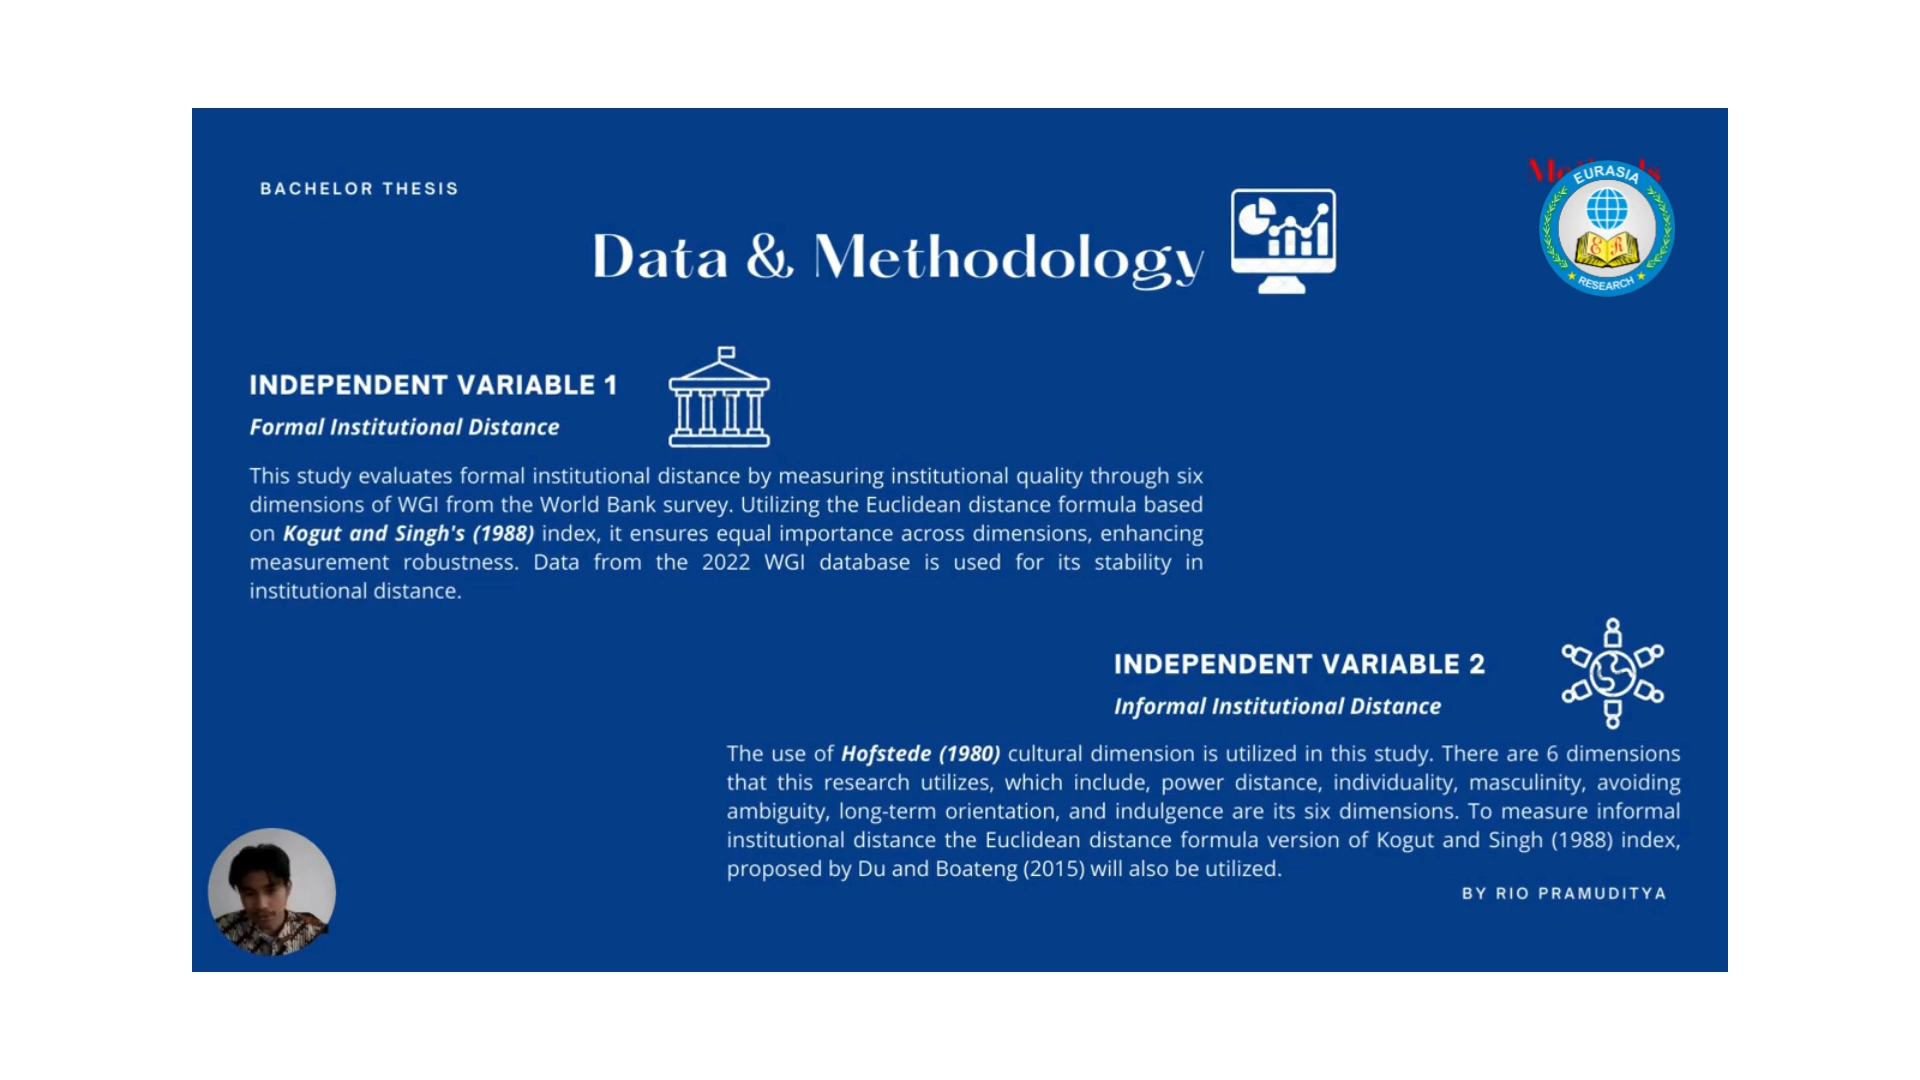 BACHELOR THESIS
Data & Methodology
EURASIA
E R
RESEARCH
INDEPENDENT VARIABLE 1
Formal Institutional Distance
This study evaluates formal institutional distance by measuring institutional quality through six
dimensions of WGI from the World Bank survey. Utilizing the Euclidean distance formula based
on Kogut and Singh's (1988) index, it ensures equal importance across dimensions, enhancing
measurement robustness. Data from the 2022 WGI database is used for its stability in
institutional distance.
INDEPENDENT VARIABLE 2
Informal Institutional Distance
The use of Hofstede (1980) cultural dimension is utilized in this study. There are 6 dimensions
that this research utilizes, which include, power distance, individuality, masculinity, avoiding
ambiguity, long-term orientation, and indulgence are its six dimensions. To measure informal
institutional distance the Euclidean distance formula version of Kogut and Singh (1988) index,
proposed by Du and Boateng (2015) will also be utilized.
BY RIO PRAMUDITYA